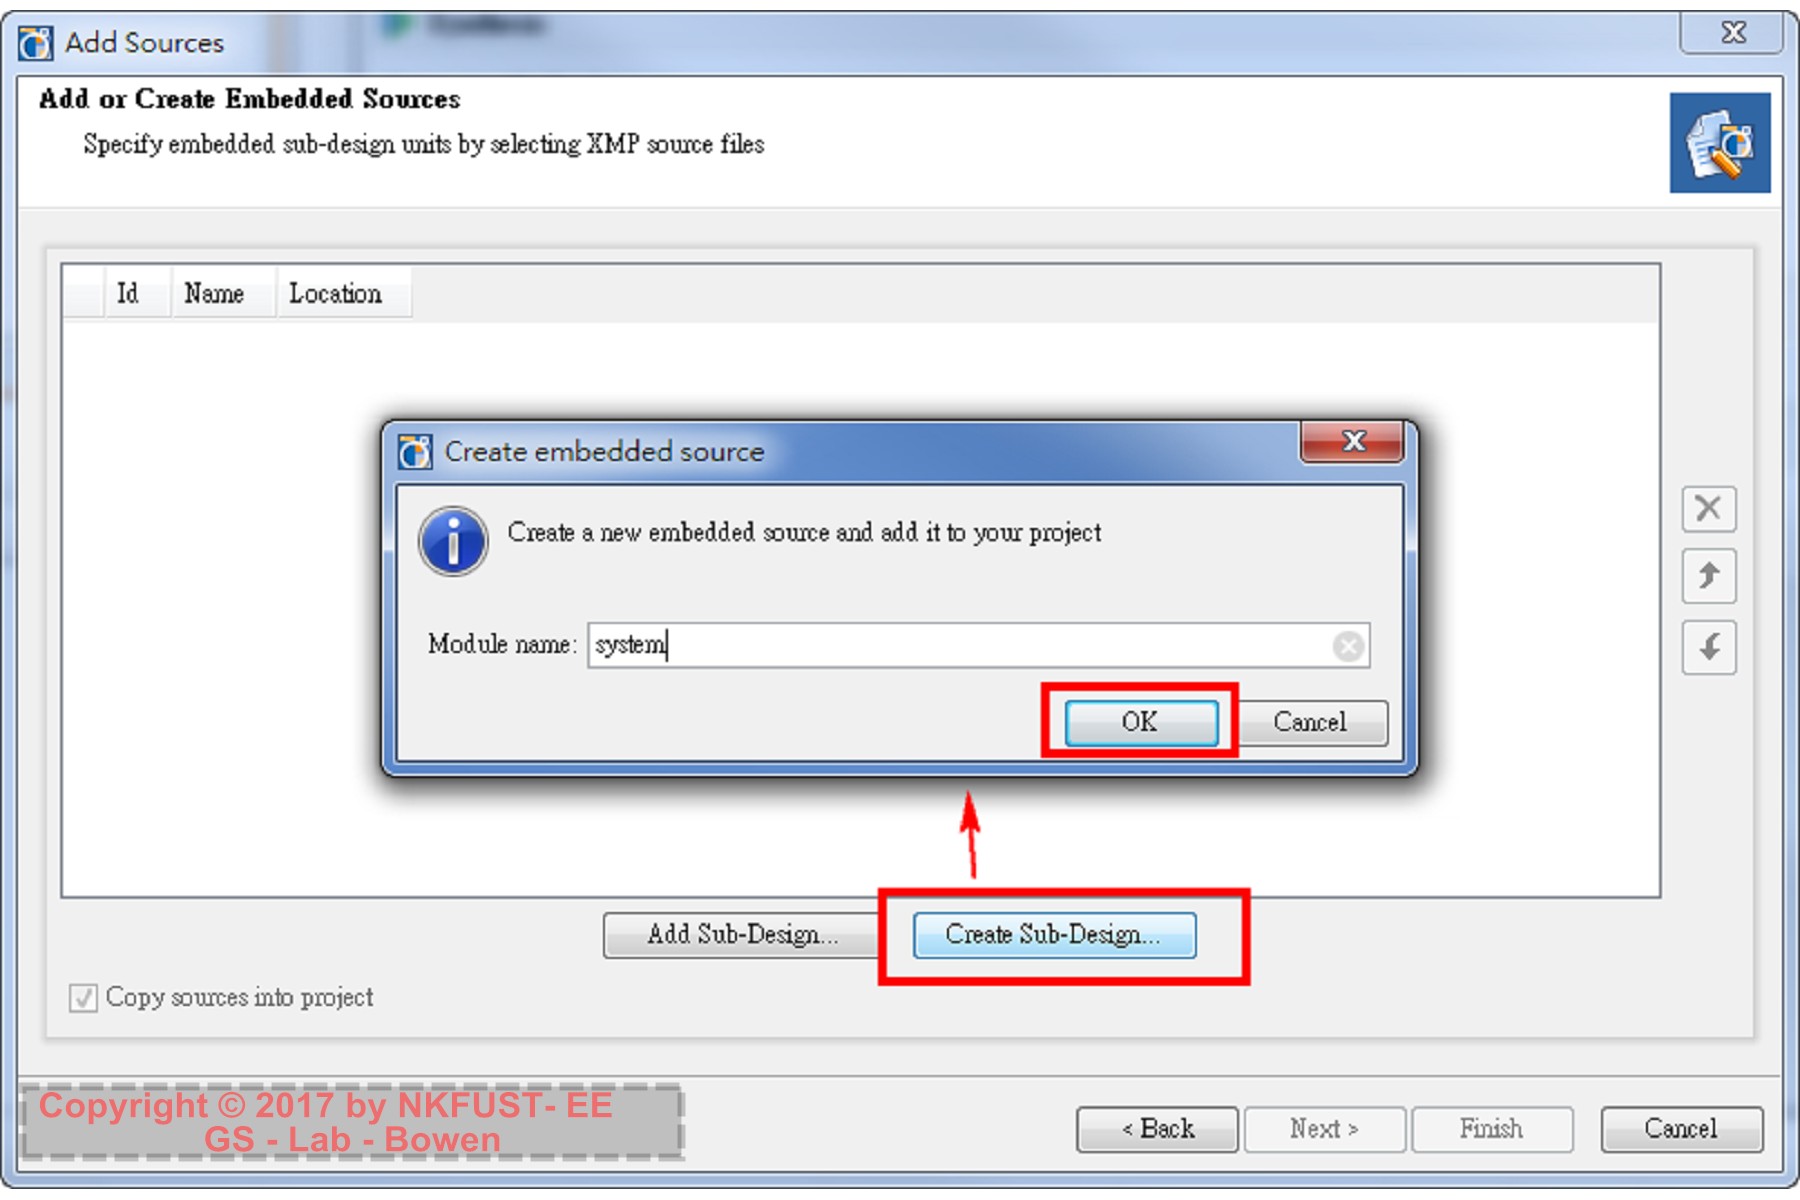 Add Sources
Add or Create Embedded Sources
Specify embedded sub-design units by selecting XMP source files
Id Name Location
Create embedded source
Create a new embedded source and add it to your project
Module name: system
OK Cancel
Add Sub-Design... Create Sub-Design...
Copy sources into project
Copyright © 2017 by NKFUST- EE
GS - Lab - Bowen
< Back Next > Finish Cancel